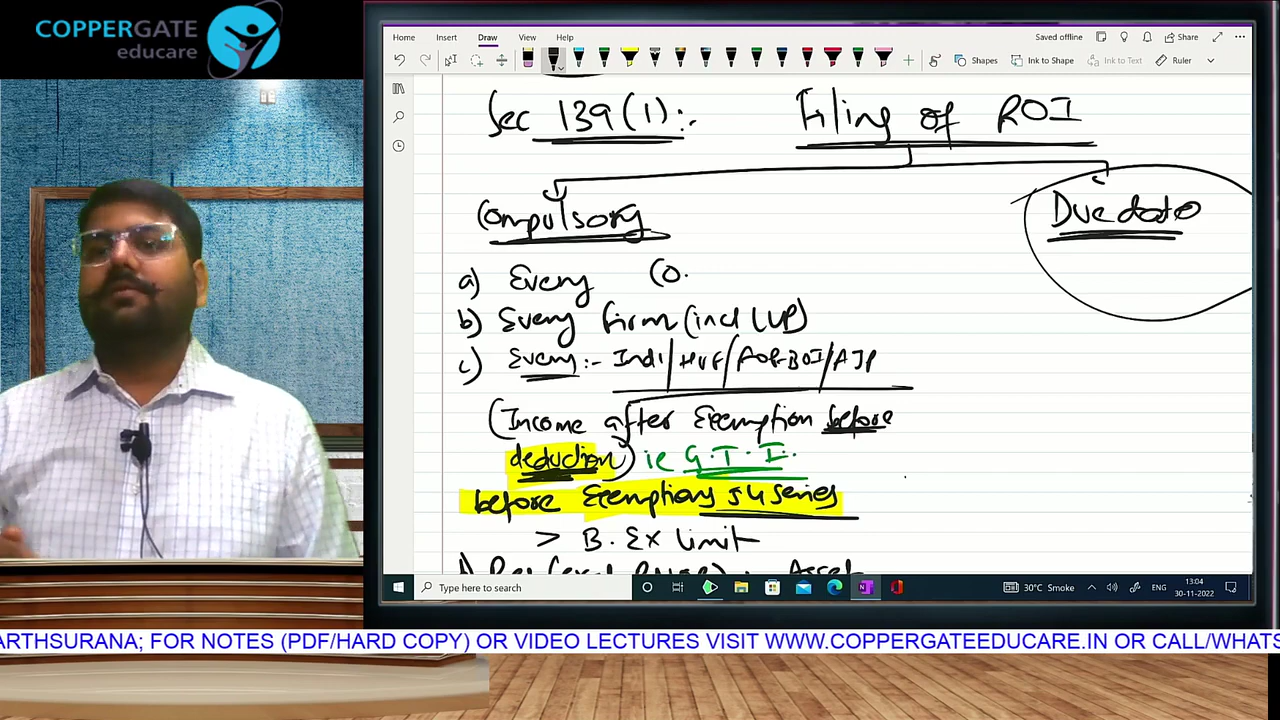 COPPERGATE
educare
Home Insert Draw View Help
Saved offline Share
Shapes Ink to Shape Ink to Text Ruler
Sec 139(1):- Filing of ROI
Compulsory Due date
a) Every Co.
b) Every firm (incl LLP)
c) Every :- Indi/HUF/AOP-BOI/AJP
(Income after Exemption before
deduction) ie G.T.I.
before Exemptions 54 series
> B. Ex limit
Asset
Type here to search
30°C Smoke ENG 13:04
30-11-2022
ARTHSURANA; FOR NOTES (PDF/HARD COPY) OR VIDEO LECTURES VISIT WWW.COPPERGATEEDUCARE.IN OR CALL/WHATS